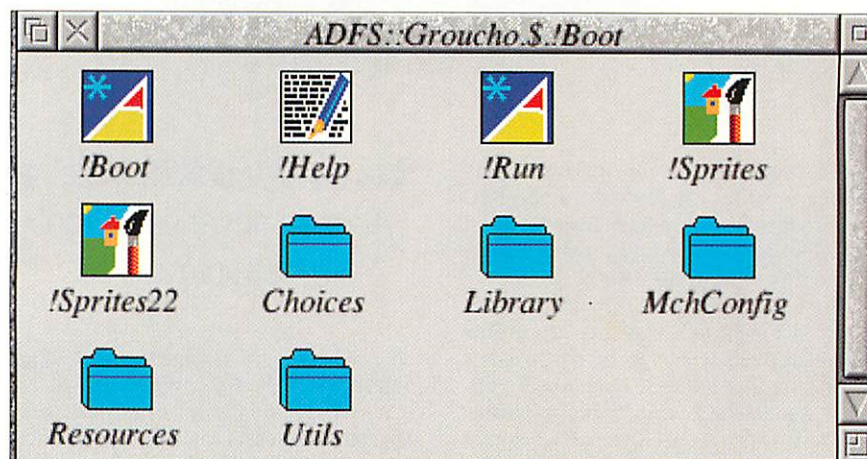 ADFS::Groucho.$.!Boot
!Boot !Help !Run !Sprites
!Sprites22 Choices Library MchConfig
Resources Utils